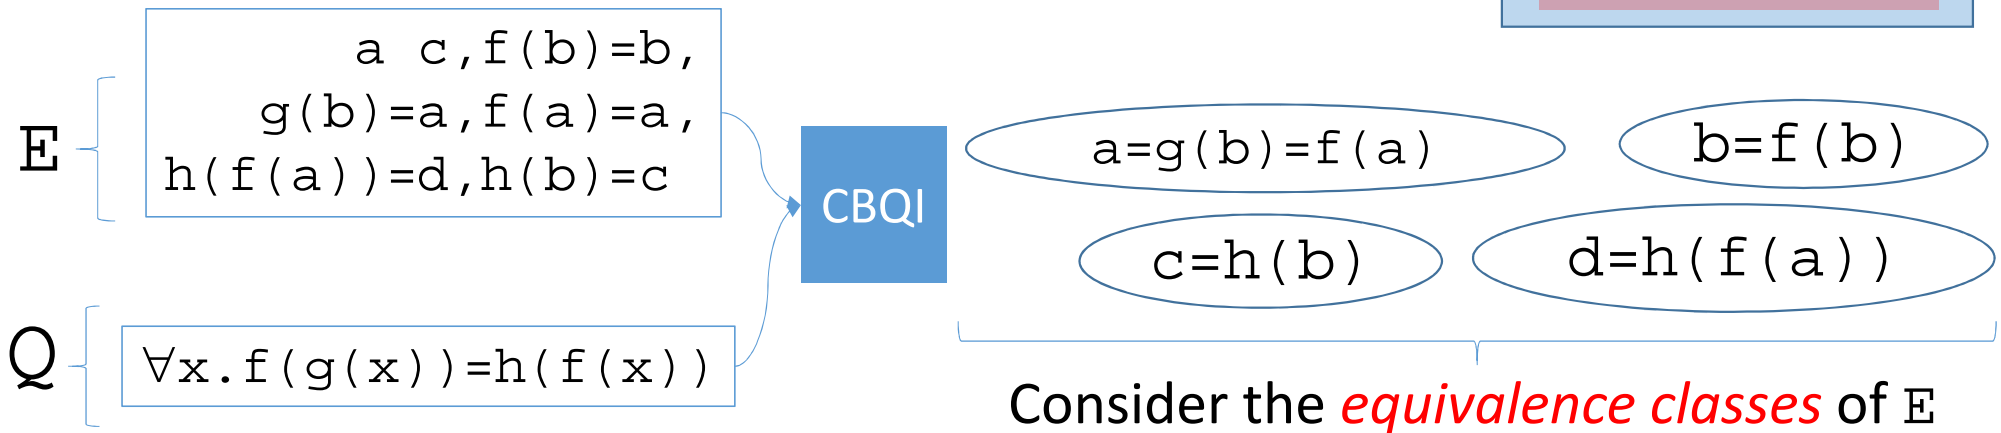 a c,f(b)=b,
g(b)=a,f(a)=a,
h(f(a))=d,h(b)=c
E
Q
∀x.f(g(x))=h(f(x))
CBQI
a=g(b)=f(a)
b=f(b)
c=h(b)
d=h(f(a))
Consider the equivalence classes of E